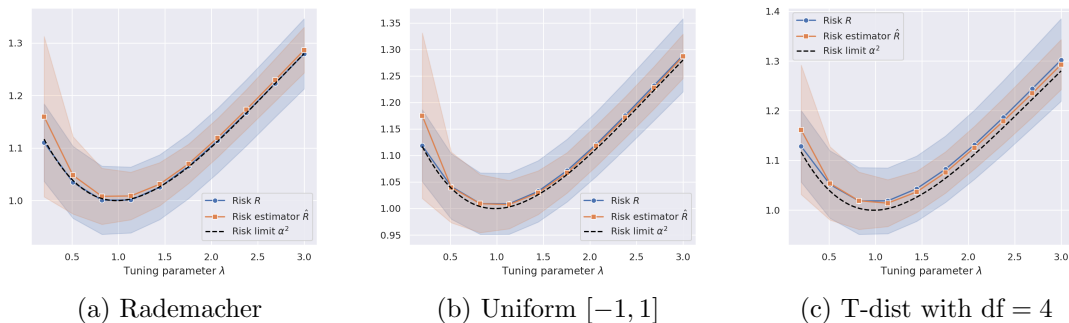 1.3
1.2
1.1
1.0
0.5 1.0 1.5 2.0 2.5 3.0
Tuning parameter λ
Risk R
Risk estimator R̂
Risk limit α²
(a) Rademacher
1.35
1.30
1.25
1.20
1.15
1.10
1.05
1.00
0.95
0.5 1.0 1.5 2.0 2.5 3.0
Tuning parameter λ
Risk R
Risk estimator R̂
Risk limit α²
(b) Uniform [−1, 1]
1.4
1.3
1.2
1.1
1.0
0.5 1.0 1.5 2.0 2.5 3.0
Tuning parameter λ
Risk R
Risk estimator R̂
Risk limit α²
(c) T-dist with df = 4